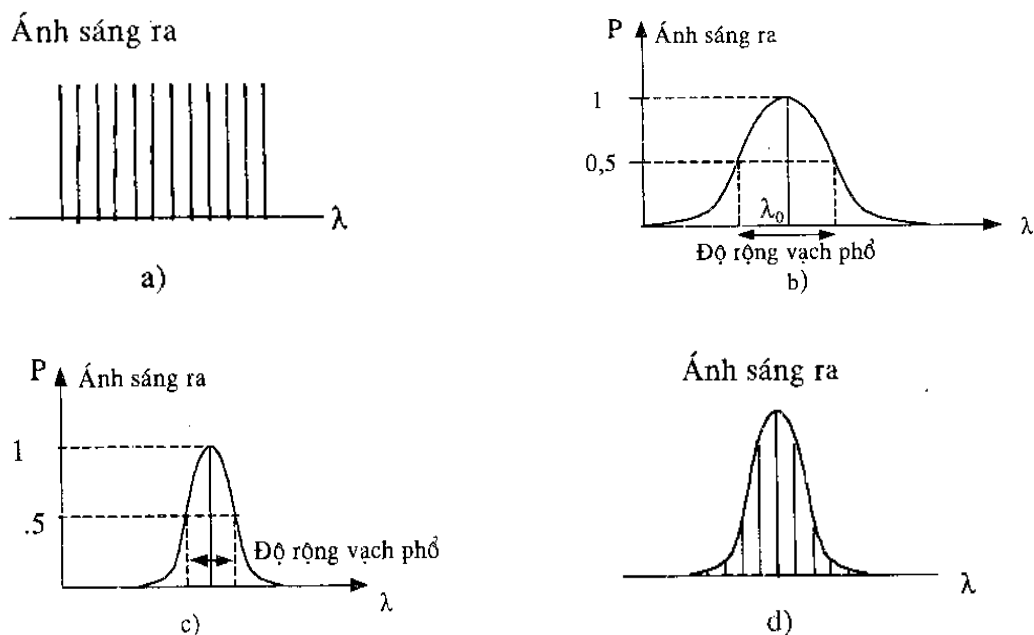 Ánh sáng ra
λ
a)
P Ánh sáng ra
1
0,5
λ₀
λ
Độ rộng vạch phổ
b)
P Ánh sáng ra
1
.5
Độ rộng vạch phổ
λ
c)
Ánh sáng ra
λ
d)